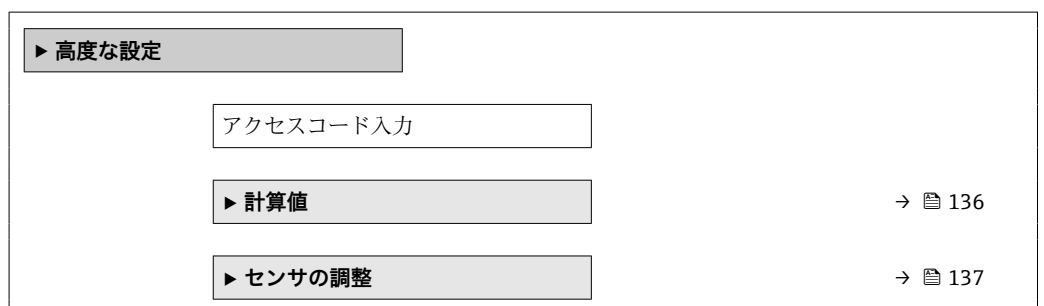 ▶ 高度な設定
アクセスコード入力
▶ 計算値 → 136
▶ センサの調整 → 137